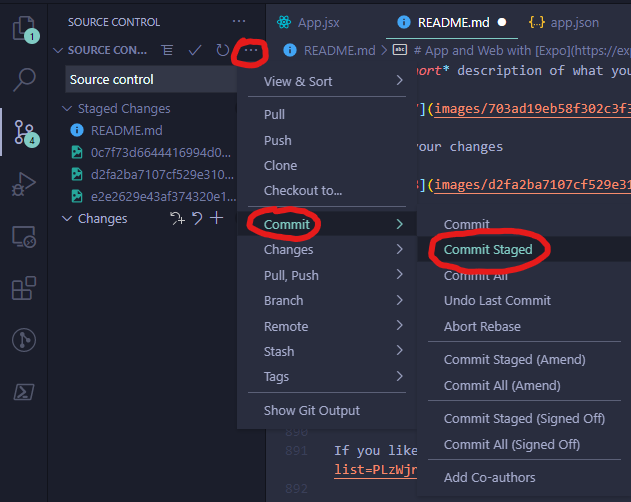 SOURCE CONTROL
App.jsx
README.md
app.json
1
SOURCE CON...
README.md > # App and Web with [Expo](https://exp
Source control
Staged Changes
README.md
0c7f73d6644416994d0...
d2fa2ba7107cf529e310...
e2e2629e43af374320e1...
Changes
4
View & Sort
Pull
Push
Clone
Checkout to...
Commit
Changes
Pull, Push
Branch
Remote
Stash
Tags
Show Git Output
Commit
Commit Staged
Commit All
Undo Last Commit
Abort Rebase
Commit Staged (Amend)
Commit All (Amend)
Commit Staged (Signed Off)
Commit All (Signed Off)
Add Co-authors
ort* description of what you
](images/703ad19eb58f302c3f3
our changes
](images/d2fa2ba7107cf529e310
890
891 If you like
list=PLzWjr
892